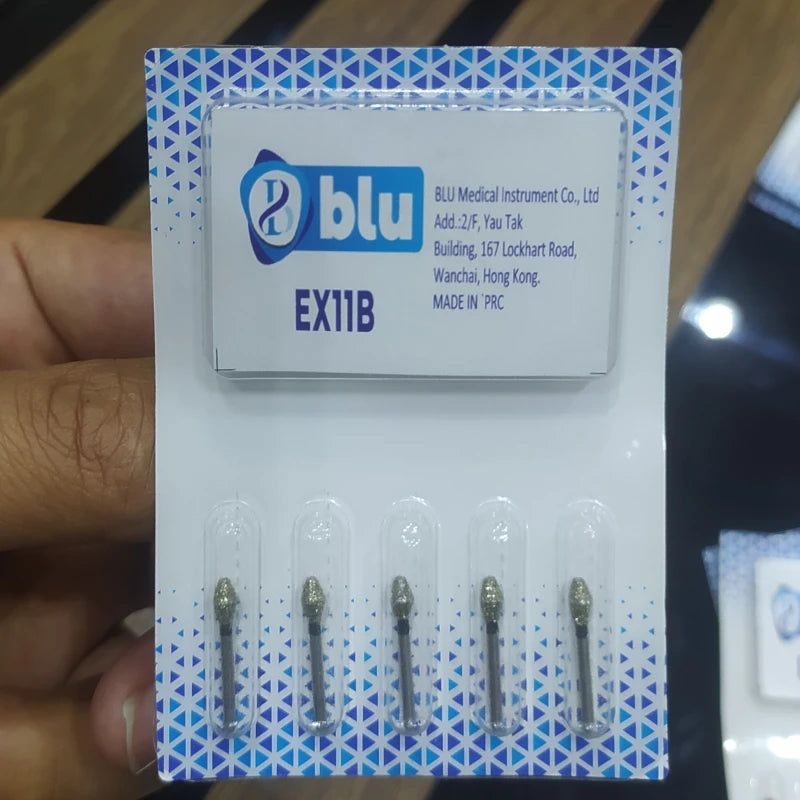 blu
BLU Medical Instrument Co., Ltd
Add.:2/F, Yau Tak
Building, 167 Lockhart Road,
Wanchai, Hong Kong.
MADE IN `PRC
EX11B